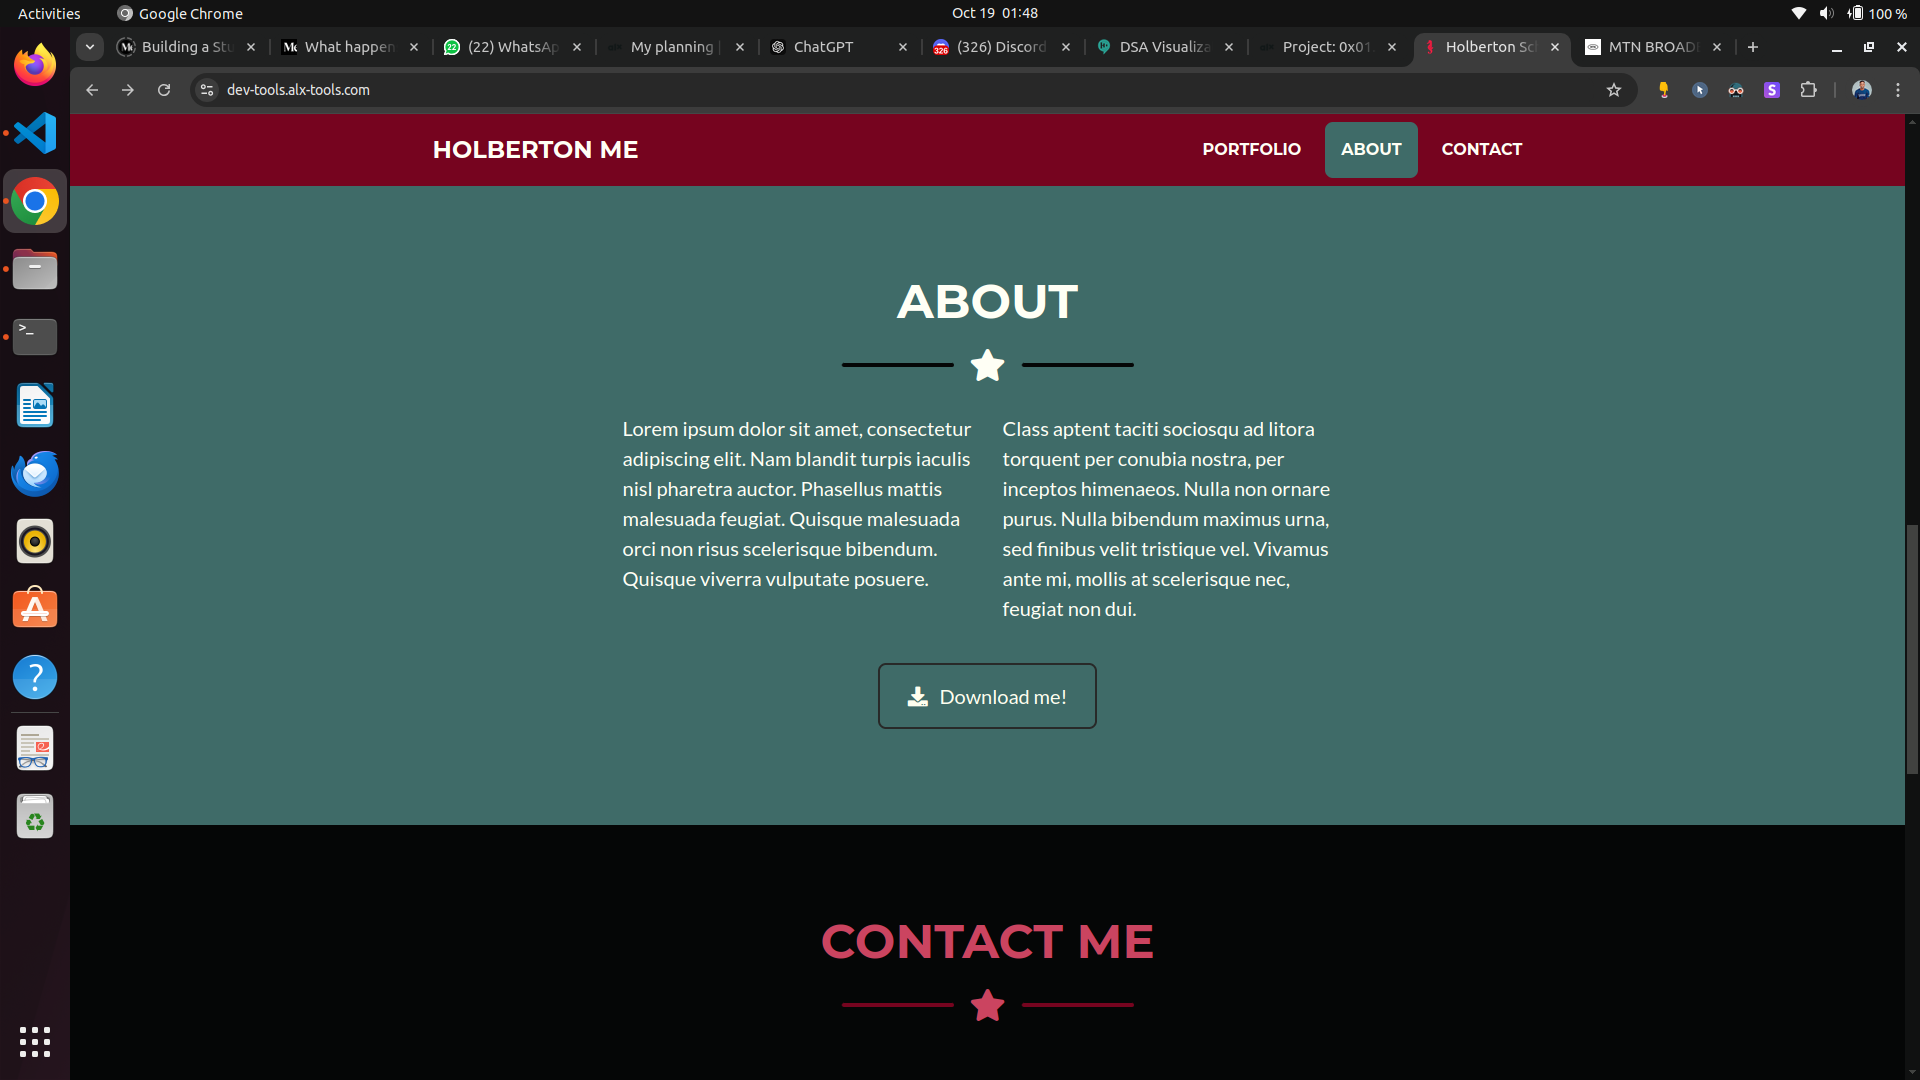 Activities
Google Chrome
Oct 19 01:48
100 %
Building a Stu
What happen
(22) WhatsAp
My planning
ChatGPT
(326) Discord
DSA Visualiza
Project: 0x01.
Holberton Sc
MTN BROAD
dev-tools.alx-tools.com
HOLBERTON ME
PORTFOLIO
ABOUT
CONTACT
ABOUT
Lorem ipsum dolor sit amet, consectetur
adipiscing elit. Nam blandit turpis iaculis
nisl pharetra auctor. Phasellus mattis
malesuada feugiat. Quisque malesuada
orci non risus scelerisque bibendum.
Quisque viverra vulputate posuere.
Class aptent taciti sociosqu ad litora
torquent per conubia nostra, per
inceptos himenaeos. Nulla non ornare
purus. Nulla bibendum maximus urna,
sed finibus velit tristique vel. Vivamus
ante mi, mollis at scelerisque nec,
feugiat non dui.
Download me!
CONTACT ME